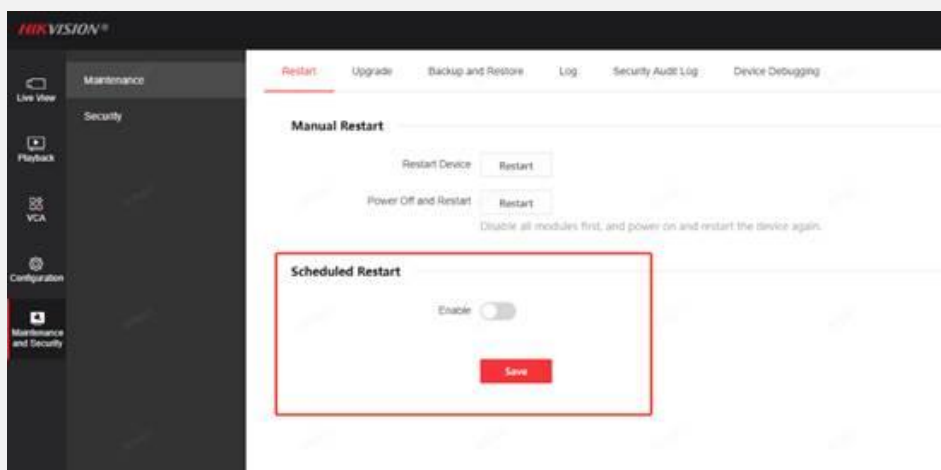 HIKVISION®
Live View
Playback
VCA
Configuration
Maintenance
and Security
Maintenance
Security
Restart Upgrade Backup and Restore Log Security Audit Log Device Debugging
Manual Restart
Restart Device Restart
Power Off and Restart Restart
Disable all modules first, and power on and restart the device again.
Scheduled Restart
Enable
Save